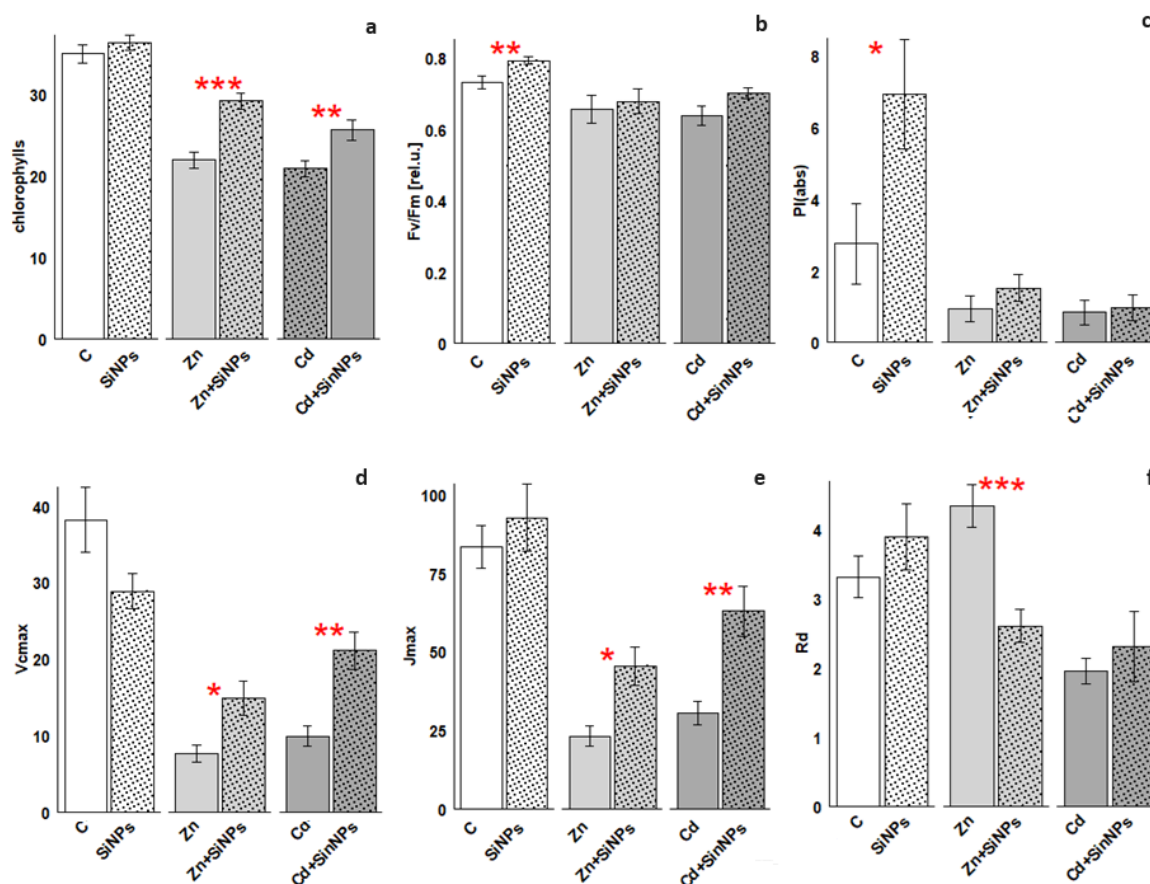 a
chlorophylls
30
20
10
0
***
**
C
SiNPs
Zn
Zn+SiNPs
Cd
Cd+SinNPs
b
Fv/Fm [rel.u.]
0.8
0.6
0.4
0.2
0
**
C
SiNPs
Zn
Zn+SiNPs
Cd
Cd+SinNPs
c
PI(abs)
8
6
4
2
0
*
C
SiNPs
Zn
Zn+SiNPs
Cd
Cd+SinNPs
d
Vcmax
40
30
20
10
0
*
**
C
SiNPs
Zn
Zn+SiNPs
Cd
Cd+SinNPs
e
Jmax
100
75
50
25
0
*
**
C
SiNPs
Zn
Zn+SiNPs
Cd
Cd+SinNPs
f
Rd
4
3
2
1
0
***
C
SiNPs
Zn
Zn+SiNPs
Cd
Cd+SinNPs